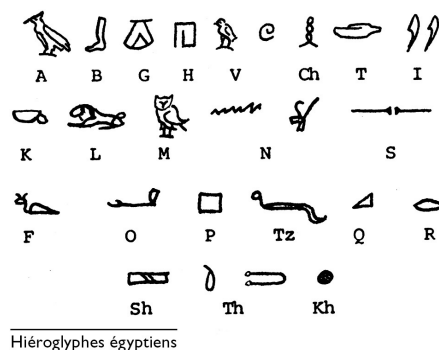 A B G H V Ch T I
K L M N S
F O P Tz Q R
Sh Th Kh
Hiéroglyphes égyptiens